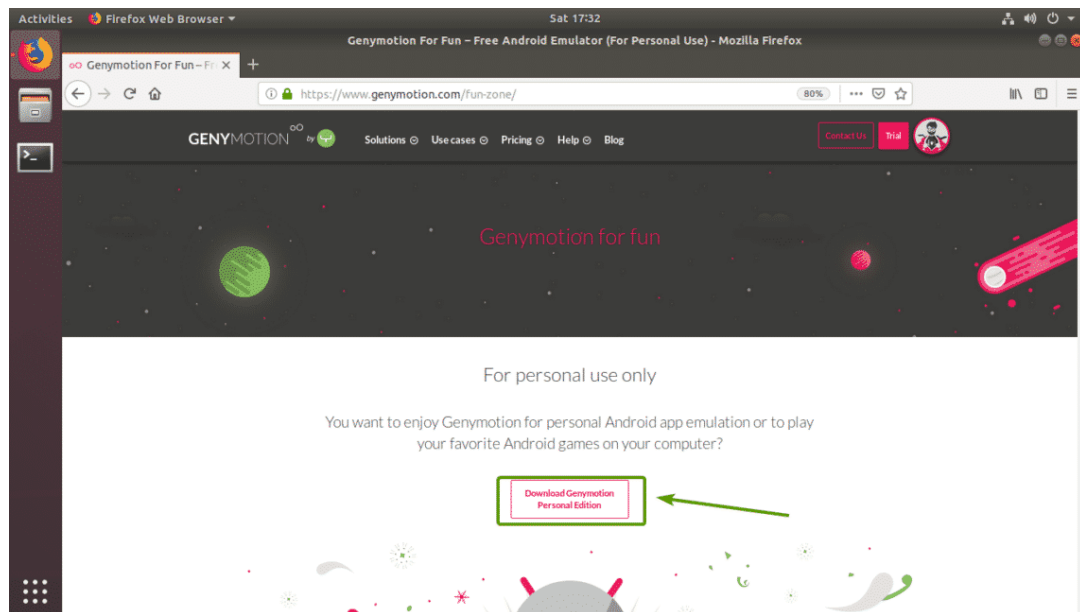 Activities Firefox Web Browser Sat 17:32
Genymotion For Fun – Free Android Emulator (For Personal Use) - Mozilla Firefox
Genymotion For Fun – Fr
https://www.genymotion.com/fun-zone/ 80%
GENYMOTION by Solutions Use cases Pricing Help Blog Contact Us Trial
Genymotion for fun
For personal use only
You want to enjoy Genymotion for personal Android app emulation or to play
your favorite Android games on your computer?
Download Genymotion
Personal Edition